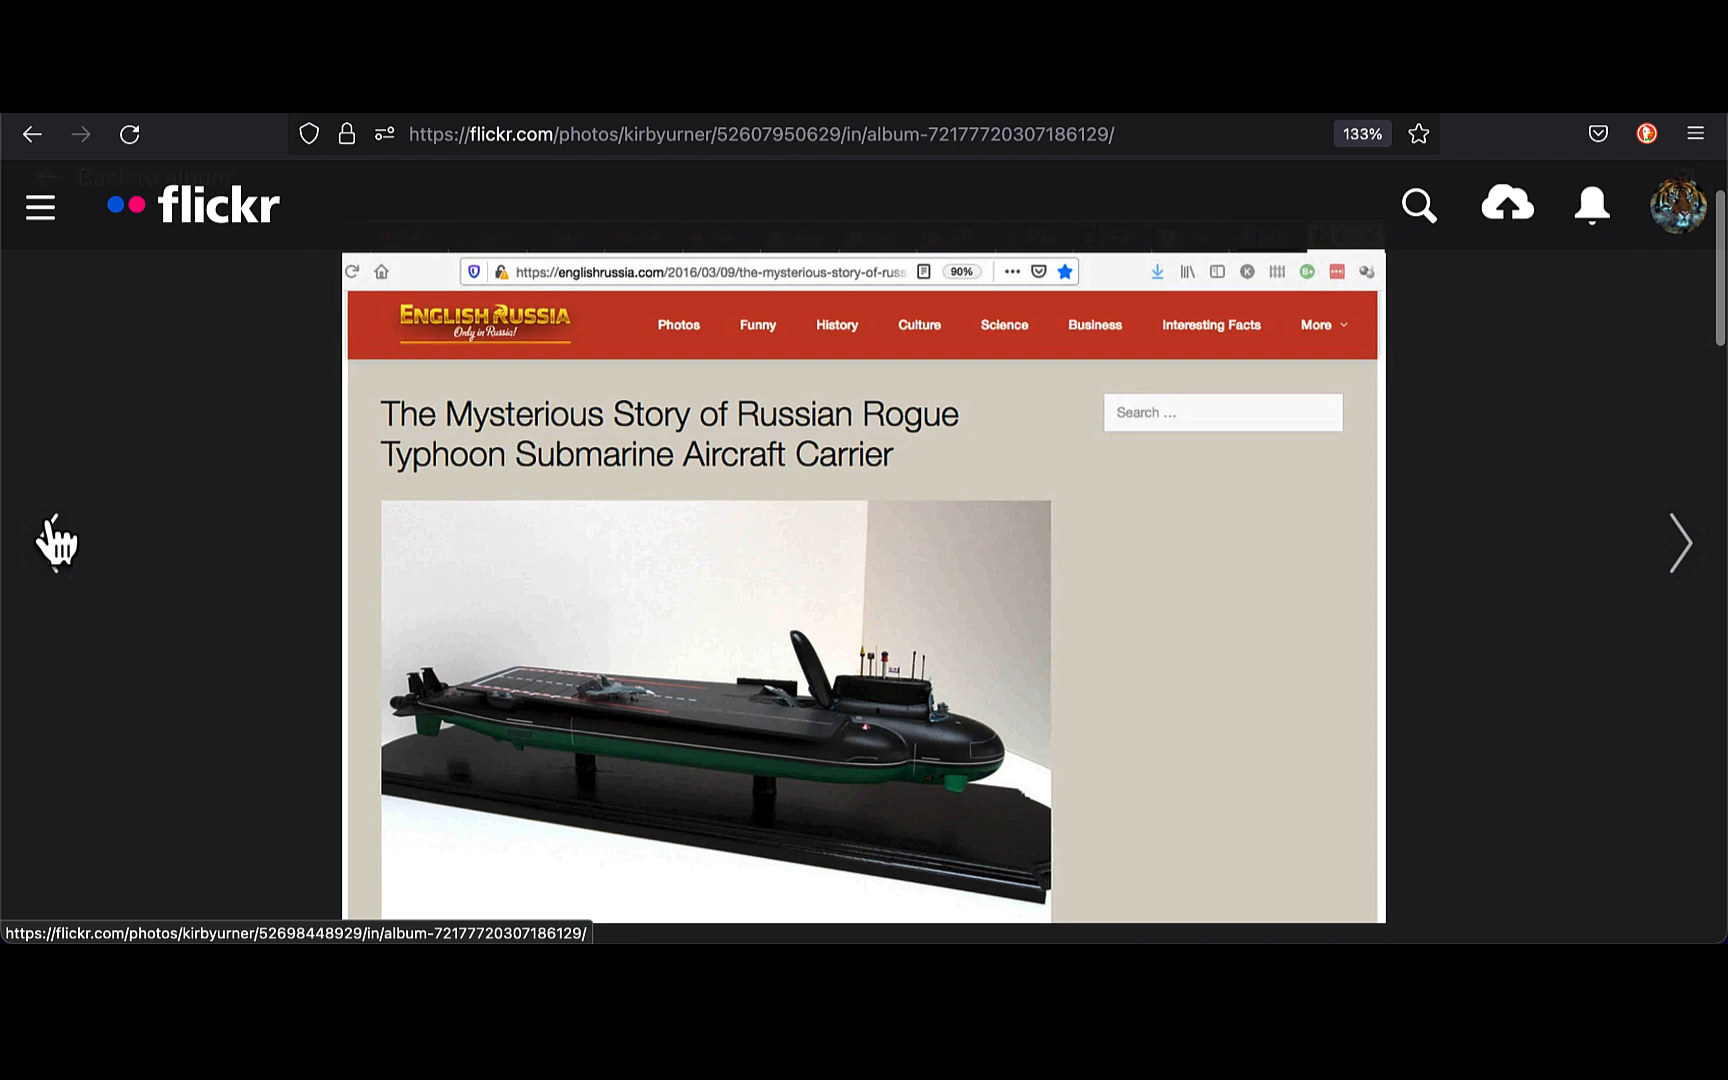 https://flickr.com/photos/kirbyurner/52607950629/in/album-72177720307186129/
133%
Back to album
flickr
https://englishrussia.com/2016/03/09/the-mysterious-story-of-russ
90%
ENGLISH RUSSIA
Only in Russia!
Photos
Funny
History
Culture
Science
Business
Interesting Facts
More
The Mysterious Story of Russian Rogue
Typhoon Submarine Aircraft Carrier
Search ...
https://flickr.com/photos/kirbyurner/52698448929/in/album-72177720307186129/